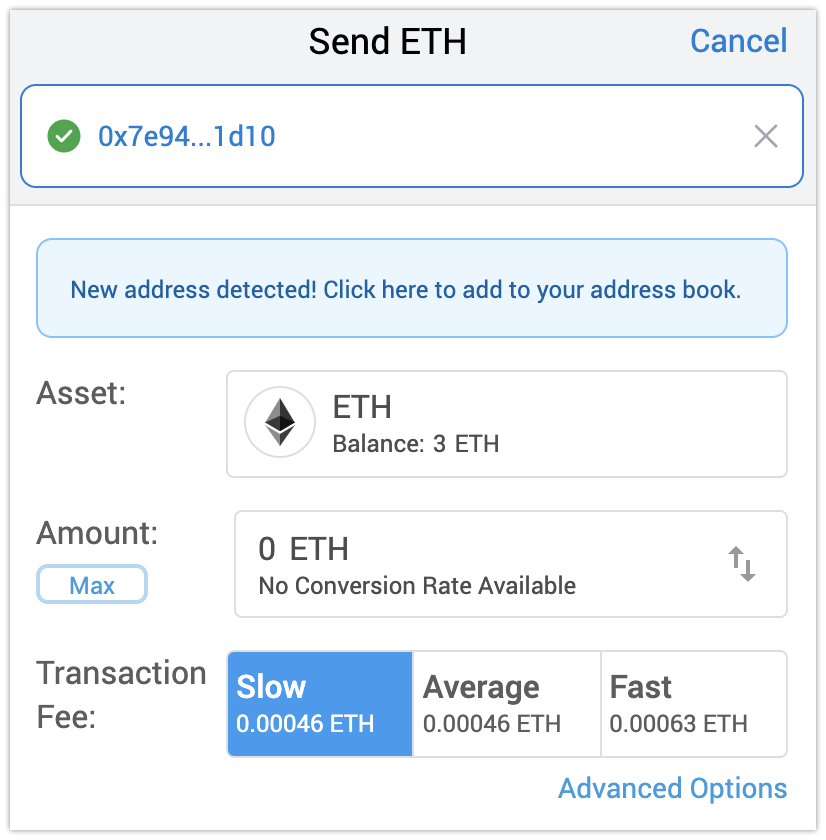 Send ETH
Cancel
0x7e94...1d10
New address detected! Click here to add to your address book.
Asset:
ETH
Balance: 3 ETH
Amount:
Max
0 ETH
No Conversion Rate Available
Transaction
Fee:
Slow
0.00046 ETH
Average
0.00046 ETH
Fast
0.00063 ETH
Advanced Options